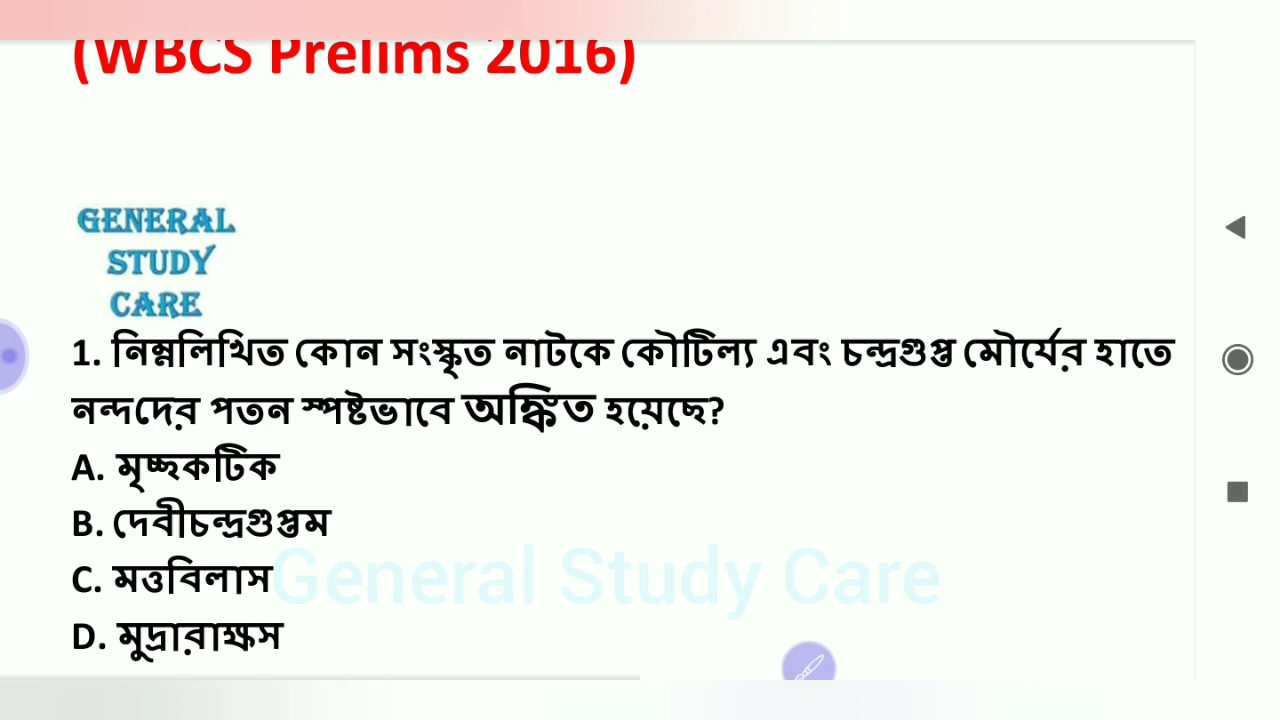 (WBCS Prelims 2016)
GENERAL
STUDY
CARE
1. নিম্নলিখিত কোন সংস্কৃত নাটকে কৌটিল্য এবং চন্দ্রগুপ্ত মৌর্যের হাতে
নন্দদের পতন স্পষ্টভাবে অঙ্কিত হয়েছে?
A. মৃচ্ছকটিক
B. দেবীচন্দ্রগুপ্তম
C. মত্তবিলাস
General Study Care
D. মুদ্রারাক্ষস